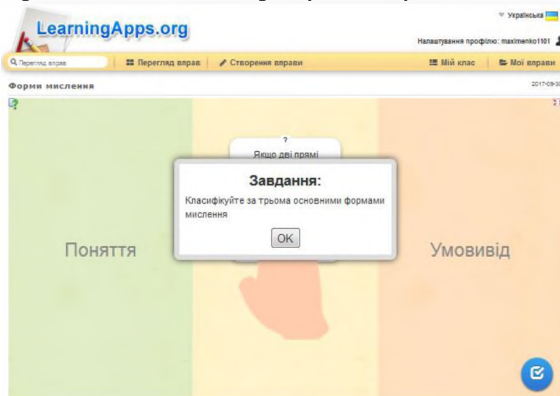 Українська
LearningApps.org
Налаштування профілю: maximenko1101
Перегляд вправ
Перегляд вправ
Створення вправи
Мій клас
Мої вправи
Форми мислення
?
Якщо дві прямі
Завдання:
Класифікуйте за трьома основними формами
мислення
OK
Поняття
Умовивід